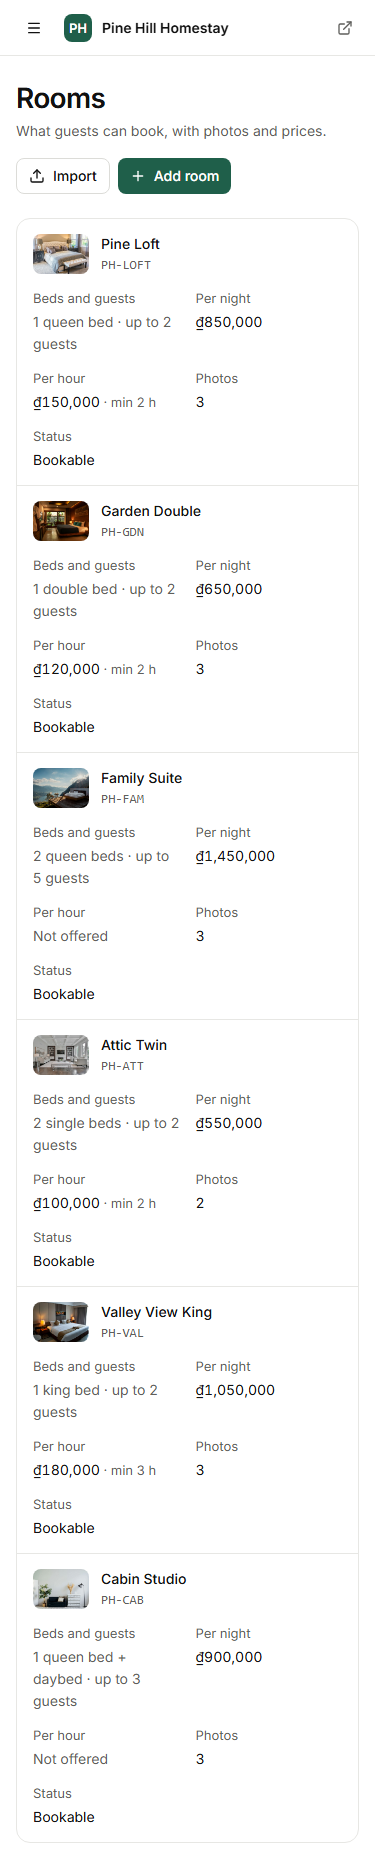 PH Pine Hill Homestay
Rooms
What guests can book, with photos and prices.
Import
Add room
Pine Loft
PH-LOFT
Beds and guests
1 queen bed · up to 2
guests
Per night
₫850,000
Per hour
₫150,000 · min 2 h
Photos
3
Status
Bookable
Garden Double
PH-GDN
Beds and guests
1 double bed · up to 2
guests
Per night
₫650,000
Per hour
₫120,000 · min 2 h
Photos
3
Status
Bookable
Family Suite
PH-FAM
Beds and guests
2 queen beds · up to
5 guests
Per night
₫1,450,000
Per hour
Not offered
Photos
3
Status
Bookable
Attic Twin
PH-ATT
Beds and guests
2 single beds · up to 2
guests
Per night
₫550,000
Per hour
₫100,000 · min 2 h
Photos
2
Status
Bookable
Valley View King
PH-VAL
Beds and guests
1 king bed · up to 2
guests
Per night
₫1,050,000
Per hour
₫180,000 · min 3 h
Photos
3
Status
Bookable
Cabin Studio
PH-CAB
Beds and guests
1 queen bed +
daybed · up to 3
guests
Per night
₫900,000
Per hour
Not offered
Photos
3
Status
Bookable